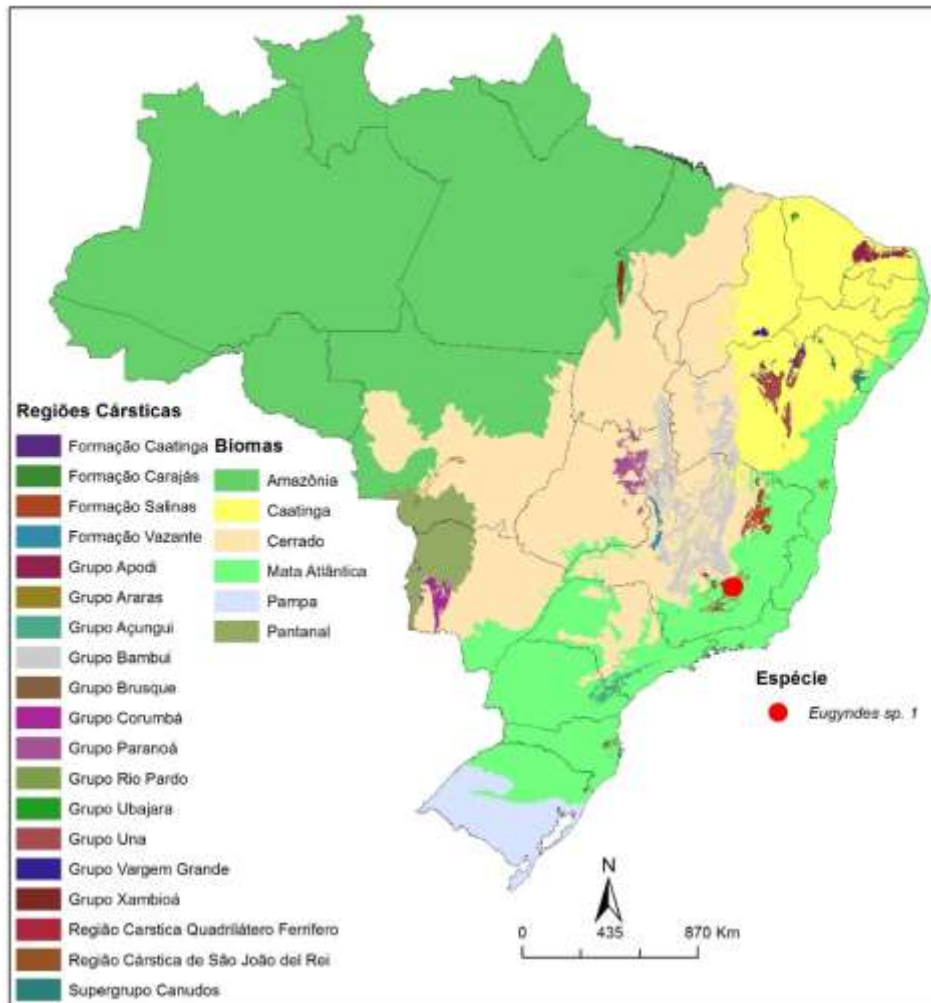 Regiões Cársticas
Formação Caatinga
Formação Carajás
Formação Salinas
Formação Vazante
Grupo Apodi
Grupo Araras
Grupo Açungui
Grupo Bambuí
Grupo Brusque
Grupo Corumbá
Grupo Paranoá
Grupo Rio Pardo
Grupo Ubajara
Grupo Una
Grupo Vargem Grande
Grupo Xambioá
Região Carstica Quadrilátero Ferrífero
Região Cárstica de São João del Rei
Supergrupo Canudos
Biomas
Amazônia
Caatinga
Cerrado
Mata Atlântica
Pampa
Pantanal
Espécie
Eugyndes sp. 1
N
0 435 870 Km